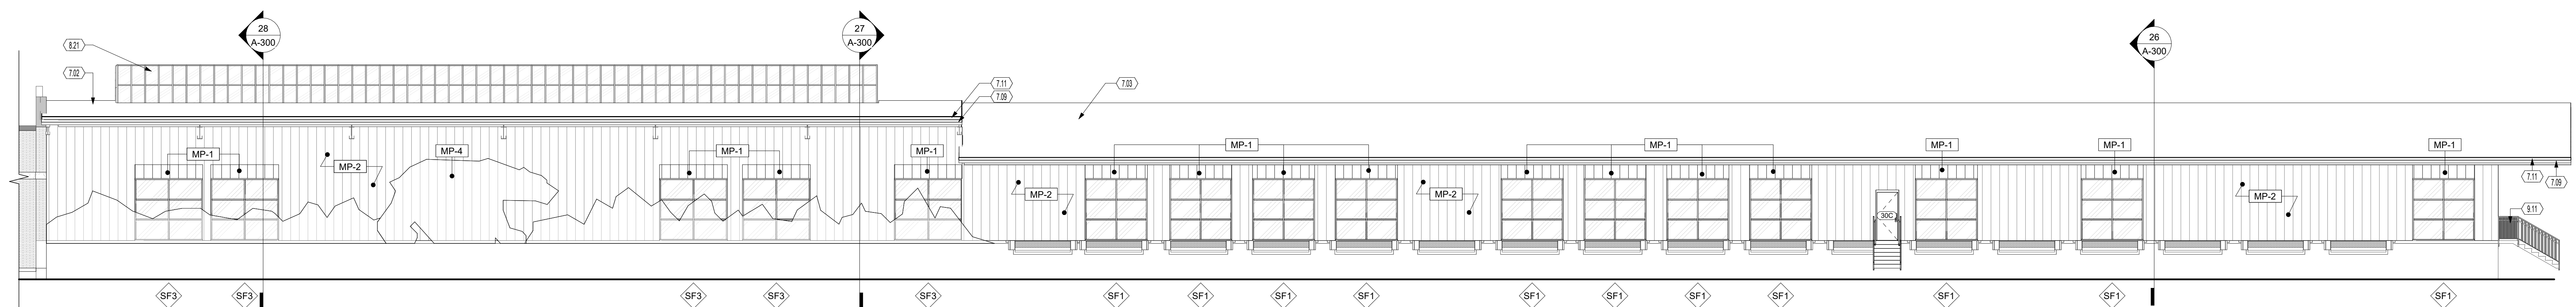 28
A-300
27
A-300
26
A-300
8.21
7.02
7.11
7.09
7.03
MP-1
MP-2
MP-4
MP-1
MP-1
MP-1
MP-1
MP-1
MP-1
MP-1
MP-2
MP-2
MP-2
30C
7.11
7.09
9.11
SF3
SF3
SF3
SF3
SF3
SF1
SF1
SF1
SF1
SF1
SF1
SF1
SF1
SF1
SF1
SF1